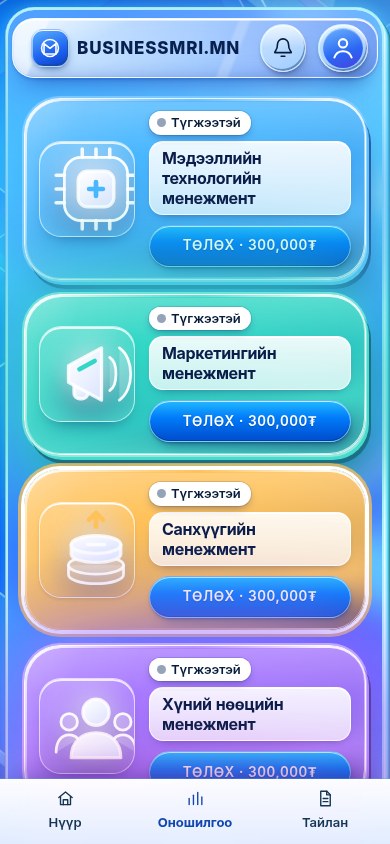 BUSINESSMRI.MN
Түгжээтэй
Мэдээллийн
технологийн
менежмент
ТӨЛӨХ · 300,000₮
Түгжээтэй
Маркетингийн
менежмент
ТӨЛӨХ · 300,000₮
Түгжээтэй
Санхүүгийн
менежмент
ТӨЛӨХ · 300,000₮
Түгжээтэй
Хүний нөөцийн
менежмент
ТӨЛӨХ · 300,000₮
Нүүр
Оношилгоо
Тайлан